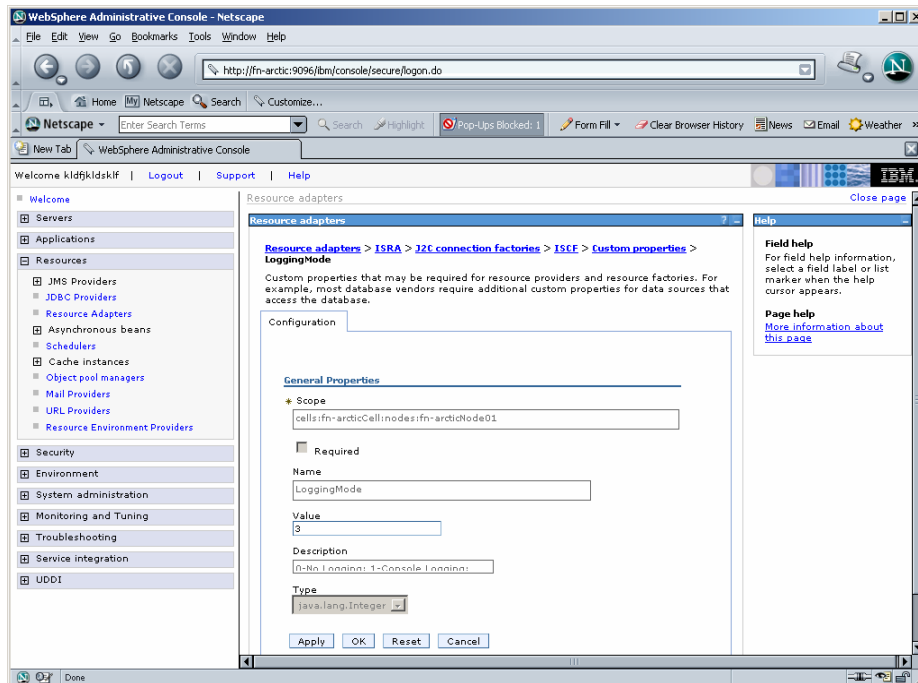 WebSphere Administrative Console - Netscape
File Edit View Go Bookmarks Tools Window Help
http://fn-arctic:9096/ibm/console/secure/logon.do
Home My Netscape Search Customize...
Netscape Enter Search Terms Search Highlight Pop-Ups Blocked: 1 Form Fill Clear Browser History News Email Weather »
New Tab WebSphere Administrative Console
Welcome kldfjkldsklf | Logout | Support | Help IBM.
Welcome
Servers
Applications
Resources
JMS Providers
JDBC Providers
Resource Adapters
Asynchronous beans
Schedulers
Cache instances
Object pool managers
Mail Providers
URL Providers
Resource Environment Providers
Security
Environment
System administration
Monitoring and Tuning
Troubleshooting
Service integration
UDDI
Resource adapters Close page
Resource adapters ? –
Resource adapters > ISRA > J2C connection factories > ISCF > Custom properties >
LoggingMode
Custom properties that may be required for resource providers and resource factories. For
example, most database vendors require additional custom properties for data sources that
access the database.
Configuration
General Properties
* Scope
cells:fn-arcticCell:nodes:fn-arcticNode01
Required
Name
LoggingMode
Value
3
Description
0-No Logging; 1-Console Logging;
Type
java.lang.Integer
Apply OK Reset Cancel
Help –
Field help
For field help information,
select a field label or list
marker when the help
cursor appears.
Page help
More information about
this page
Done